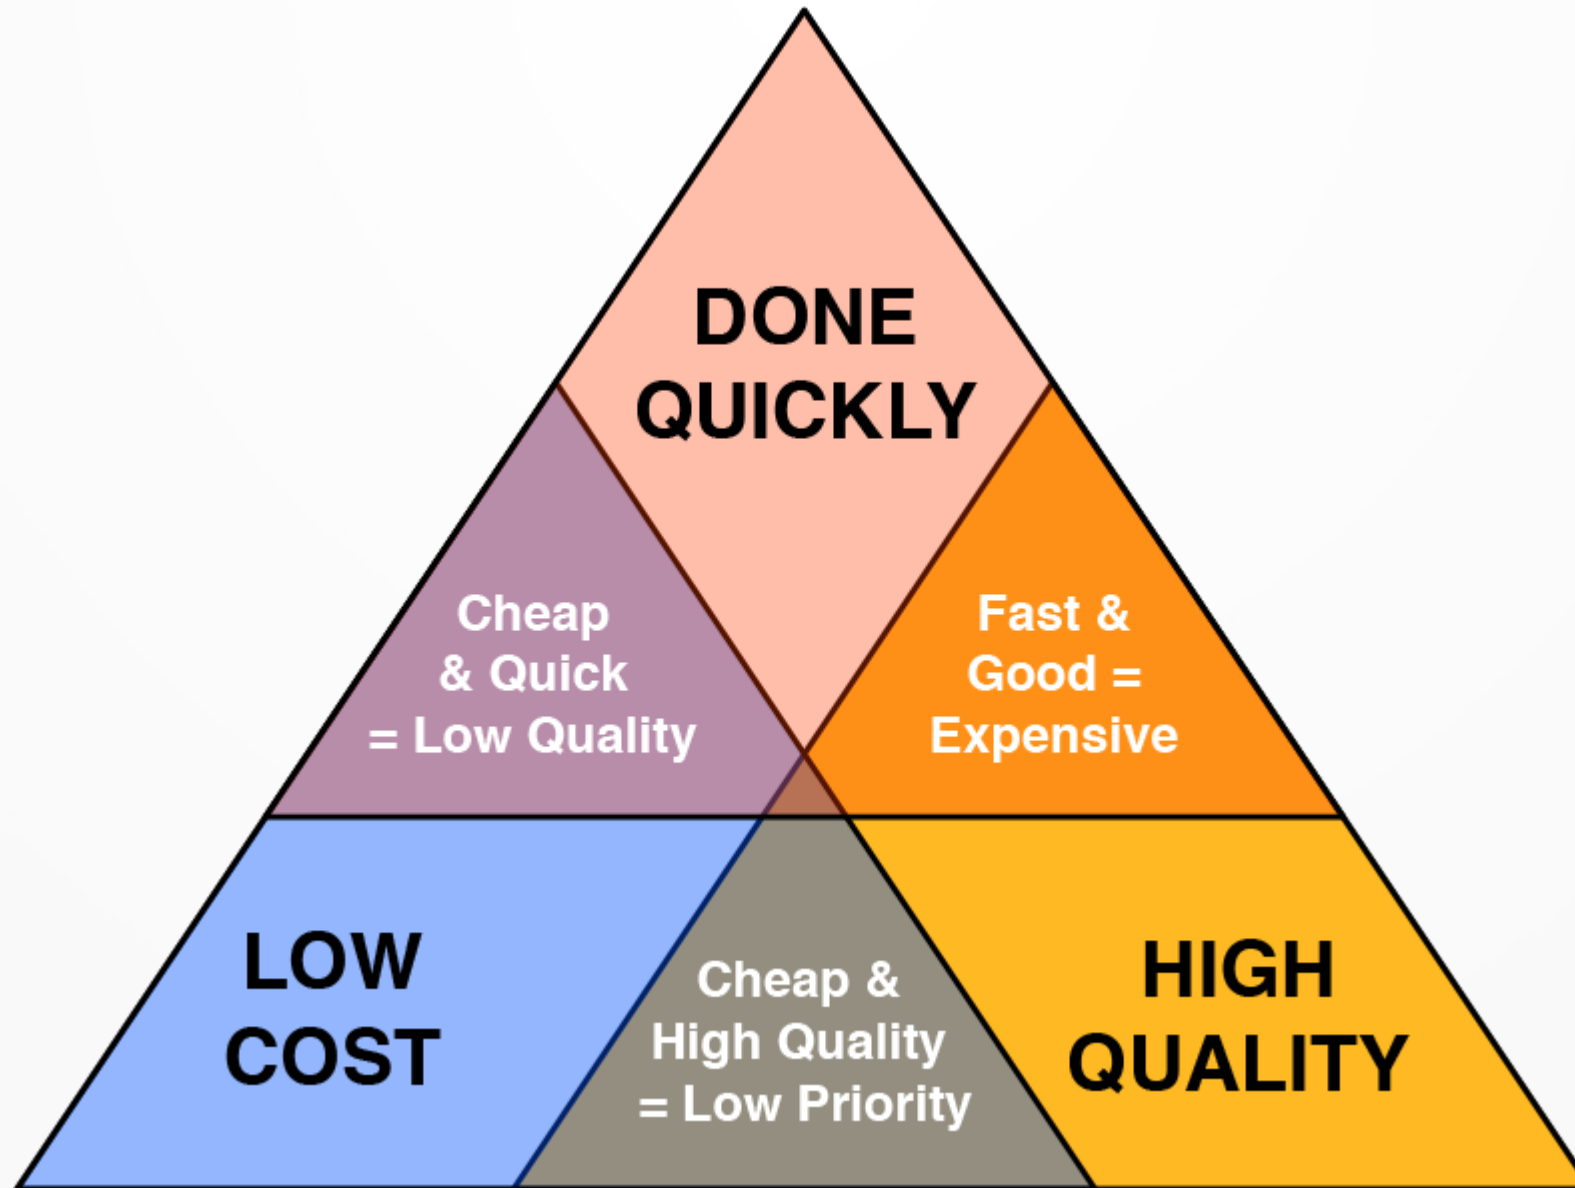 DONE
QUICKLY
Cheap
& Quick
= Low Quality
Fast &
Good =
Expensive
LOW
COST
Cheap &
High Quality
= Low Priority
HIGH
QUALITY